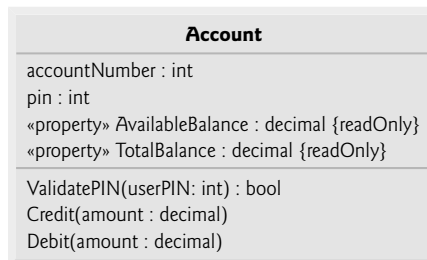 Account
accountNumber : int
pin : int
«property» AvailableBalance : decimal {readOnly}
«property» TotalBalance : decimal {readOnly}
ValidatePIN(userPIN: int) : bool
Credit(amount : decimal)
Debit(amount : decimal)